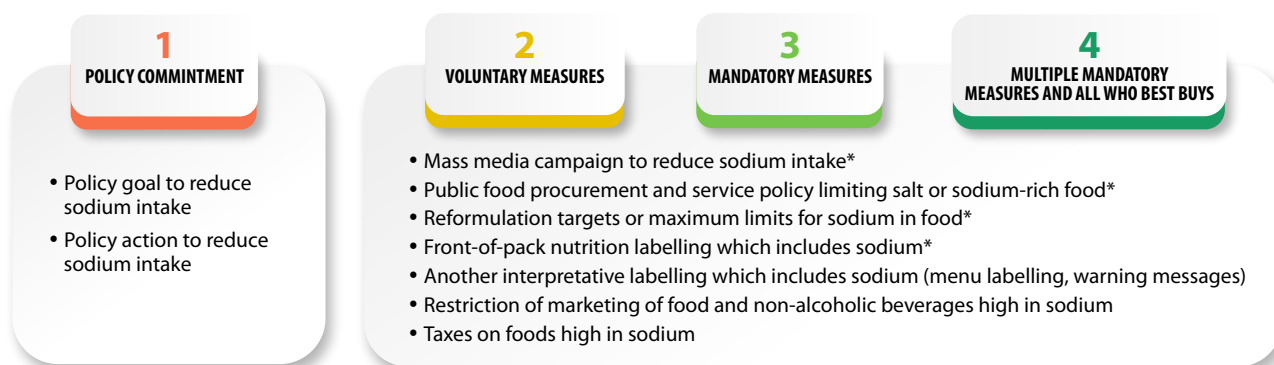 1
POLICY COMMINTMENT
• Policy goal to reduce
sodium intake
• Policy action to reduce
sodium intake
2
VOLUNTARY MEASURES
3
MANDATORY MEASURES
4
MULTIPLE MANDATORY
MEASURES AND ALL WHO BEST BUYS
• Mass media campaign to reduce sodium intake*
• Public food procurement and service policy limiting salt or sodium-rich food*
• Reformulation targets or maximum limits for sodium in food*
• Front-of-pack nutrition labelling which includes sodium*
• Another interpretative labelling which includes sodium (menu labelling, warning messages)
• Restriction of marketing of food and non-alcoholic beverages high in sodium
• Taxes on foods high in sodium